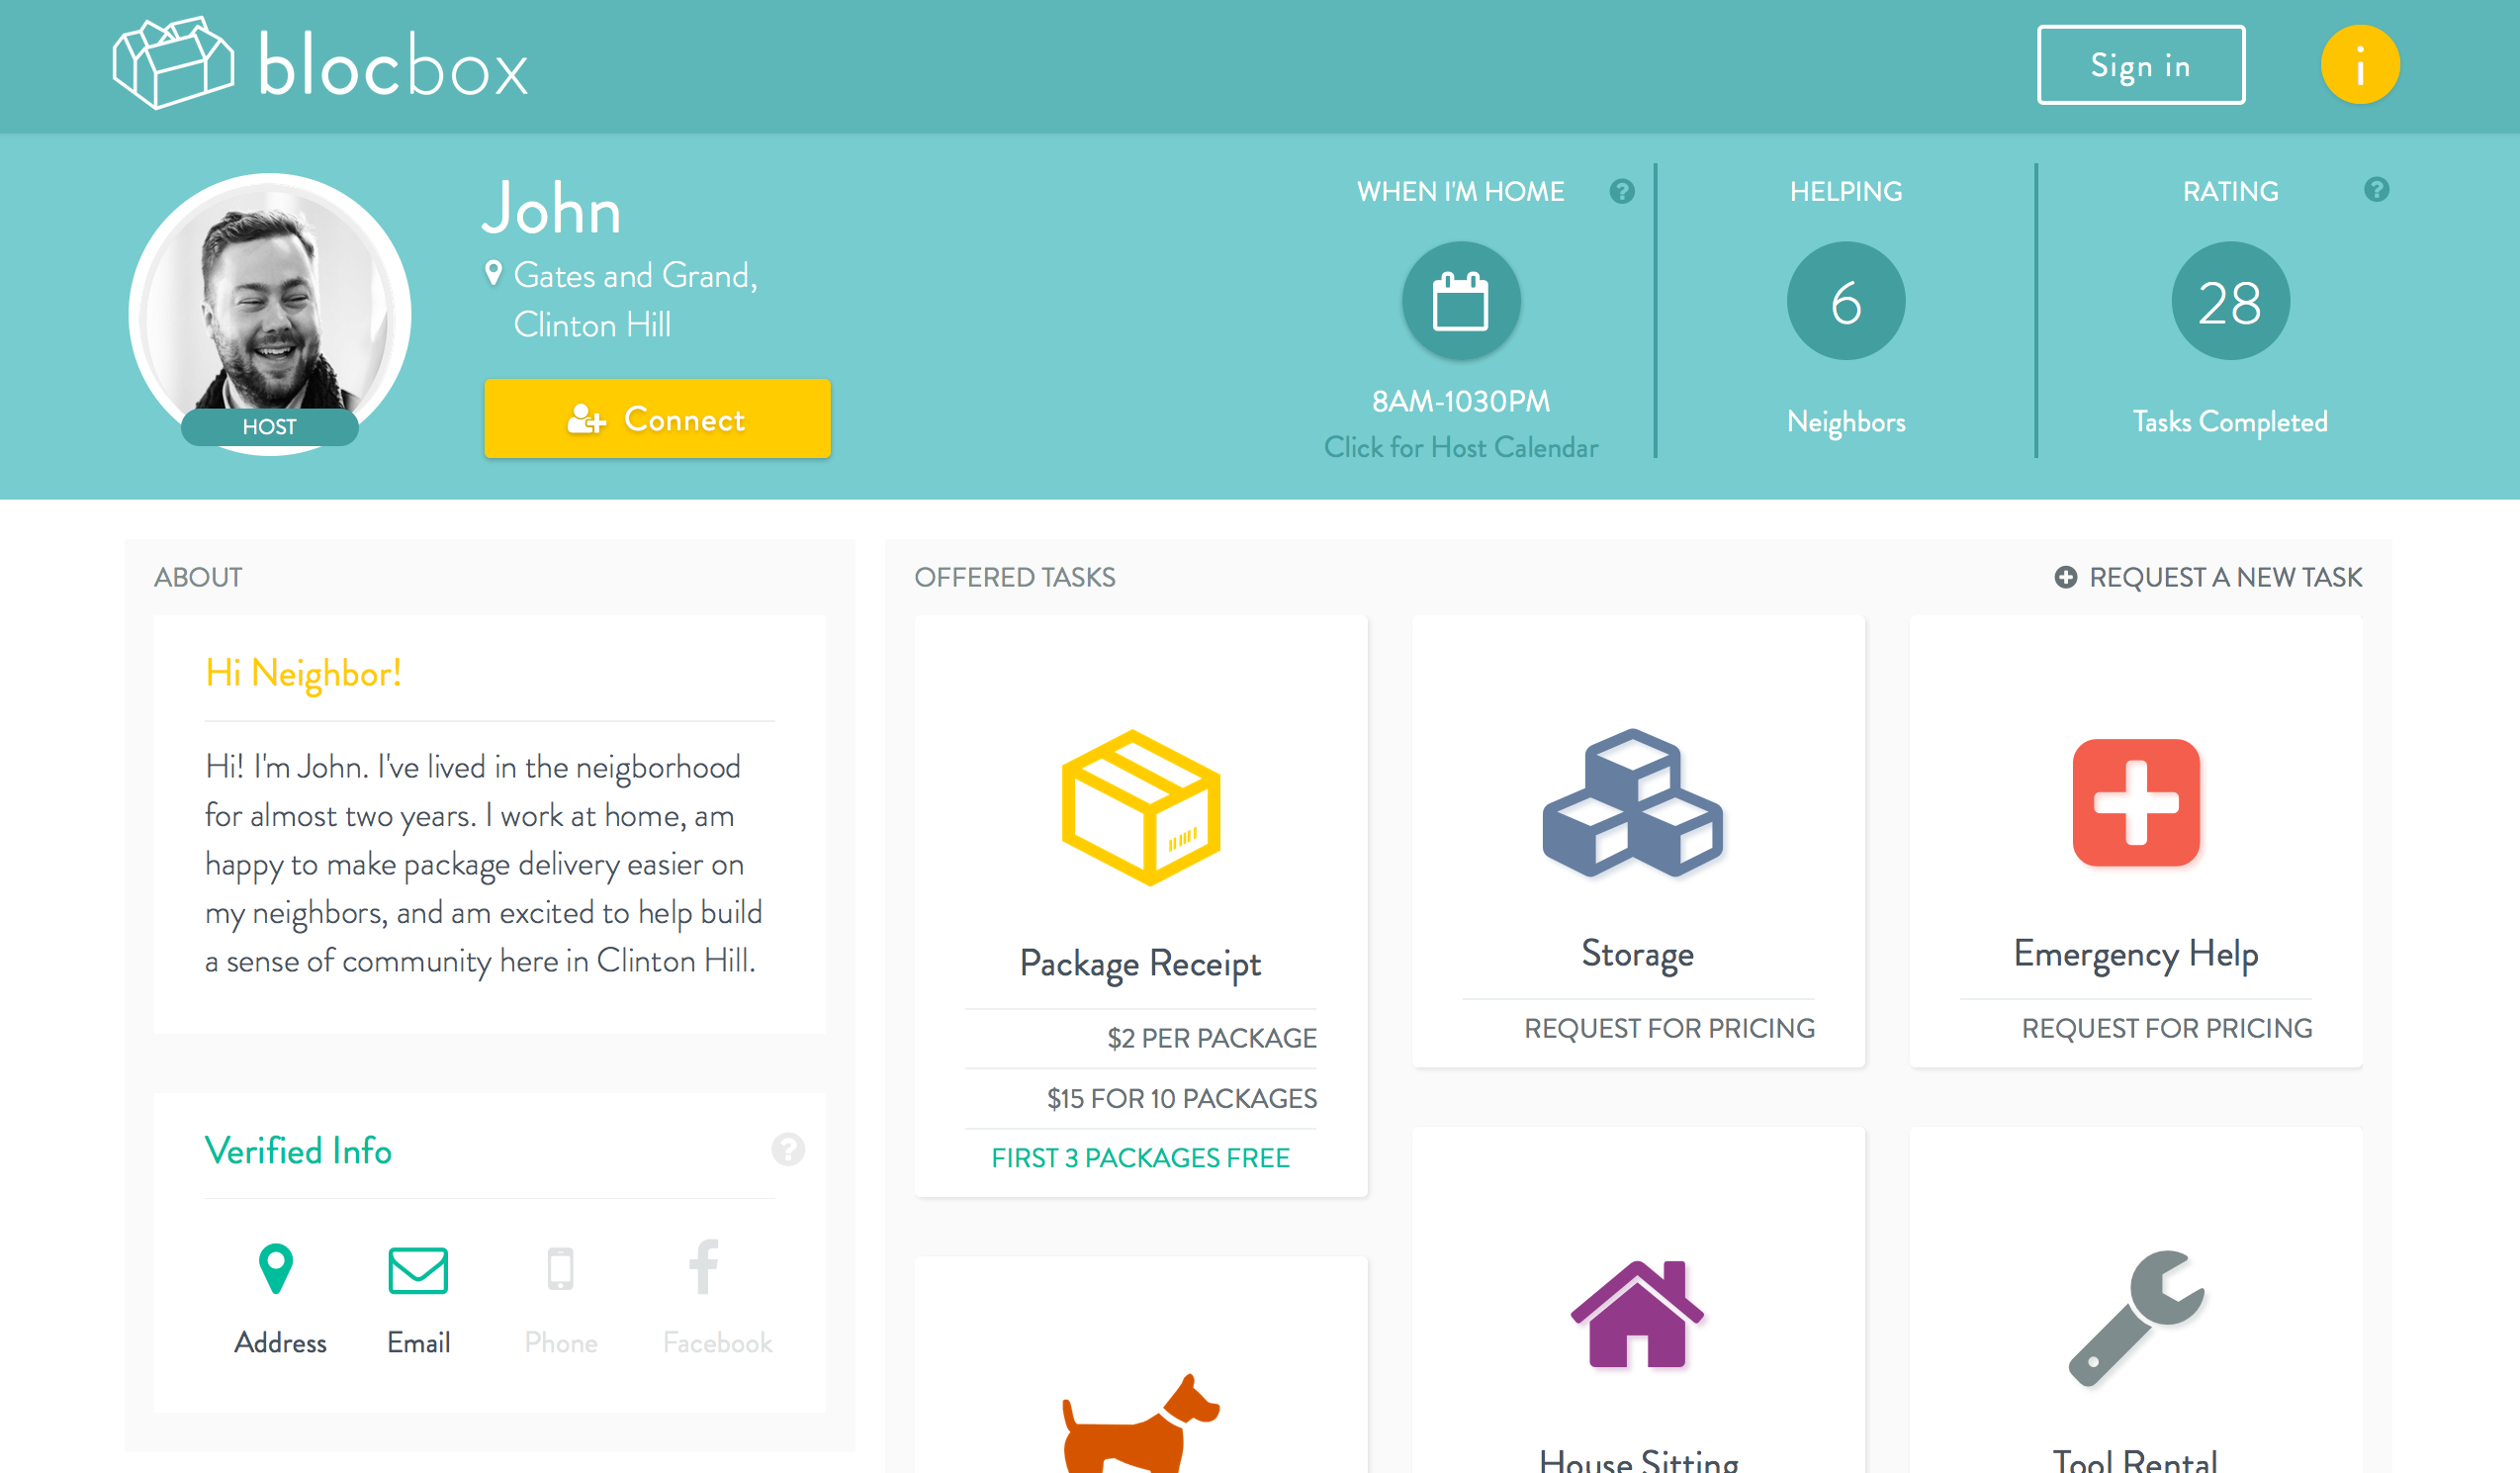 blocbox
Sign in
i
John
Gates and Grand,
Clinton Hill
Connect
HOST
WHEN I'M HOME ?
8AM-1030PM
Click for Host Calendar
HELPING
6
Neighbors
RATING ?
28
Tasks Completed
ABOUT
Hi Neighbor!
Hi! I'm John. I've lived in the neigborhood
for almost two years. I work at home, am
happy to make package delivery easier on
my neighbors, and am excited to help build
a sense of community here in Clinton Hill.
Verified Info ?
Address
Email
Phone
Facebook
OFFERED TASKS
REQUEST A NEW TASK
Package Receipt
$2 PER PACKAGE
$15 FOR 10 PACKAGES
FIRST 3 PACKAGES FREE
Storage
REQUEST FOR PRICING
Emergency Help
REQUEST FOR PRICING
House Sitting
Tool Rental